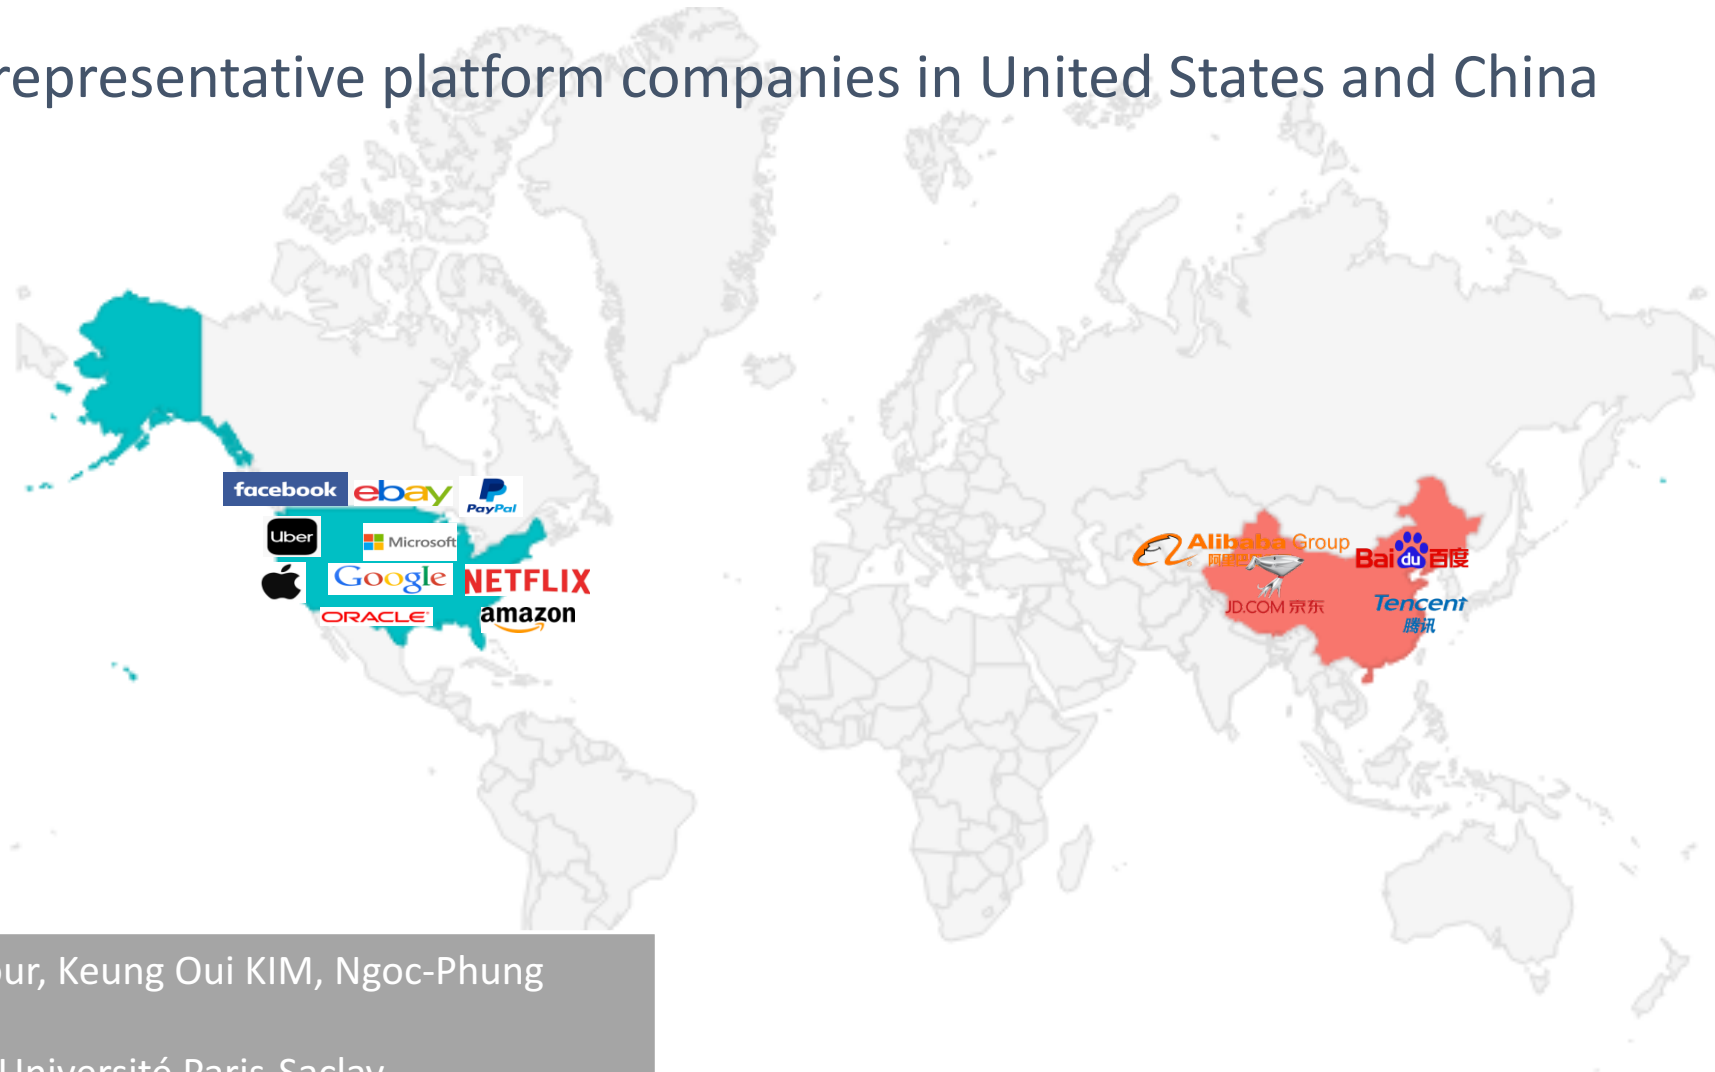 representative platform companies in United States and China
facebook
ebay
PayPal
Uber
Microsoft
Google
NETFLIX
ORACLE
amazon
Alibaba Group
Baidu百度
JD.COM 京东
Tencent
腾讯
our, Keung Oui KIM, Ngoc-Phung
Université Paris-Saclay